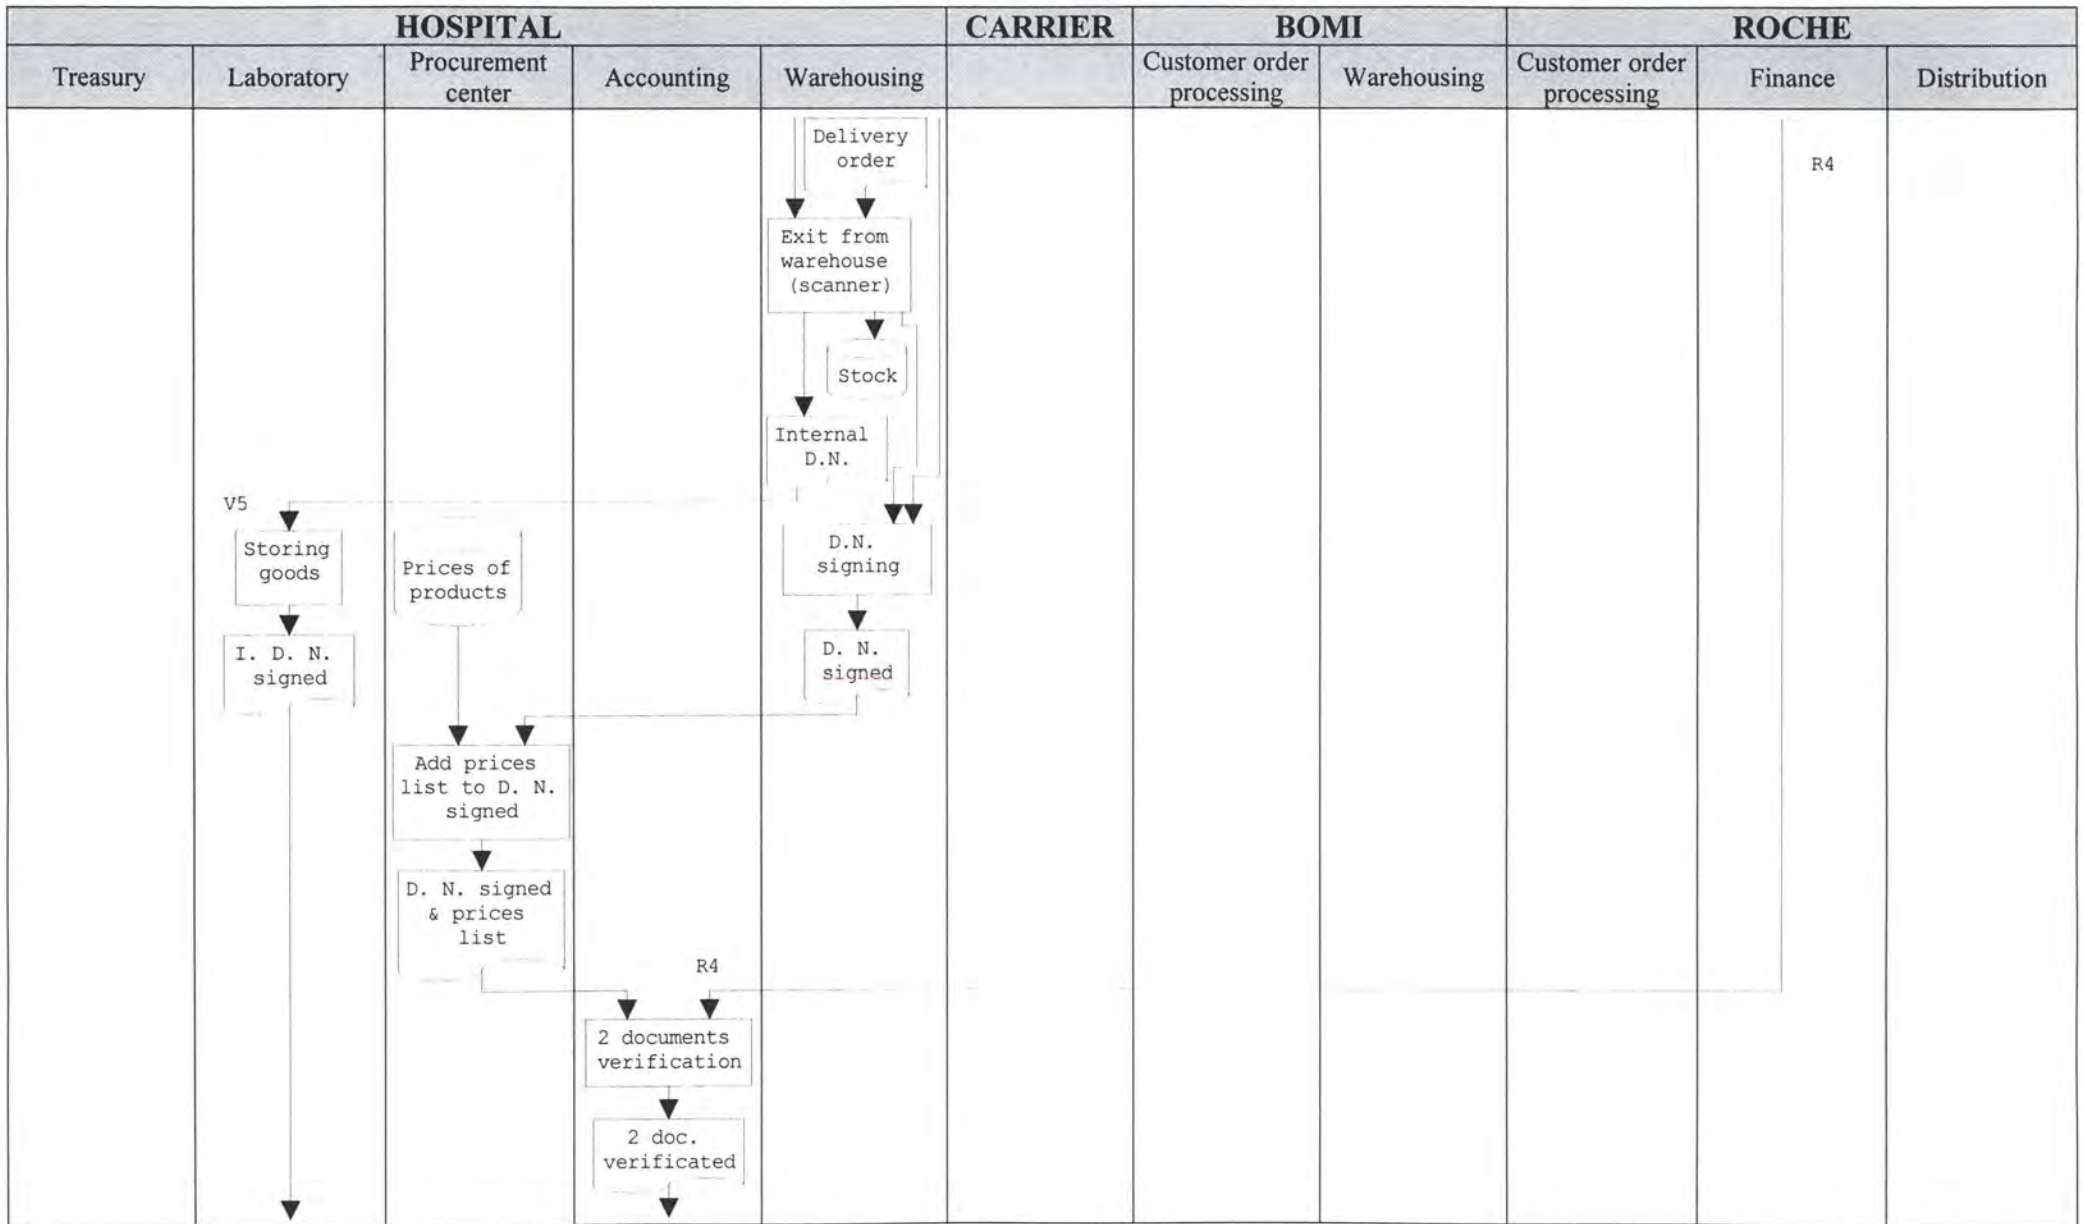 HOSPITAL
CARRIER
BOMI
ROCHE
Treasury
Laboratory
Procurement
center
Accounting
Warehousing
Customer order
processing
Warehousing
Customer order
processing
Finance
Distribution
Delivery
order
R4
Exit from
warehouse
(scanner)
Stock
Internal
D.N.
V5
Storing
goods
Prices of
products
D.N.
signing
I. D. N.
signed
D. N.
signed
Add prices
list to D. N.
signed
D. N. signed
& prices
list
R4
2 documents
verification
2 doc.
verificated